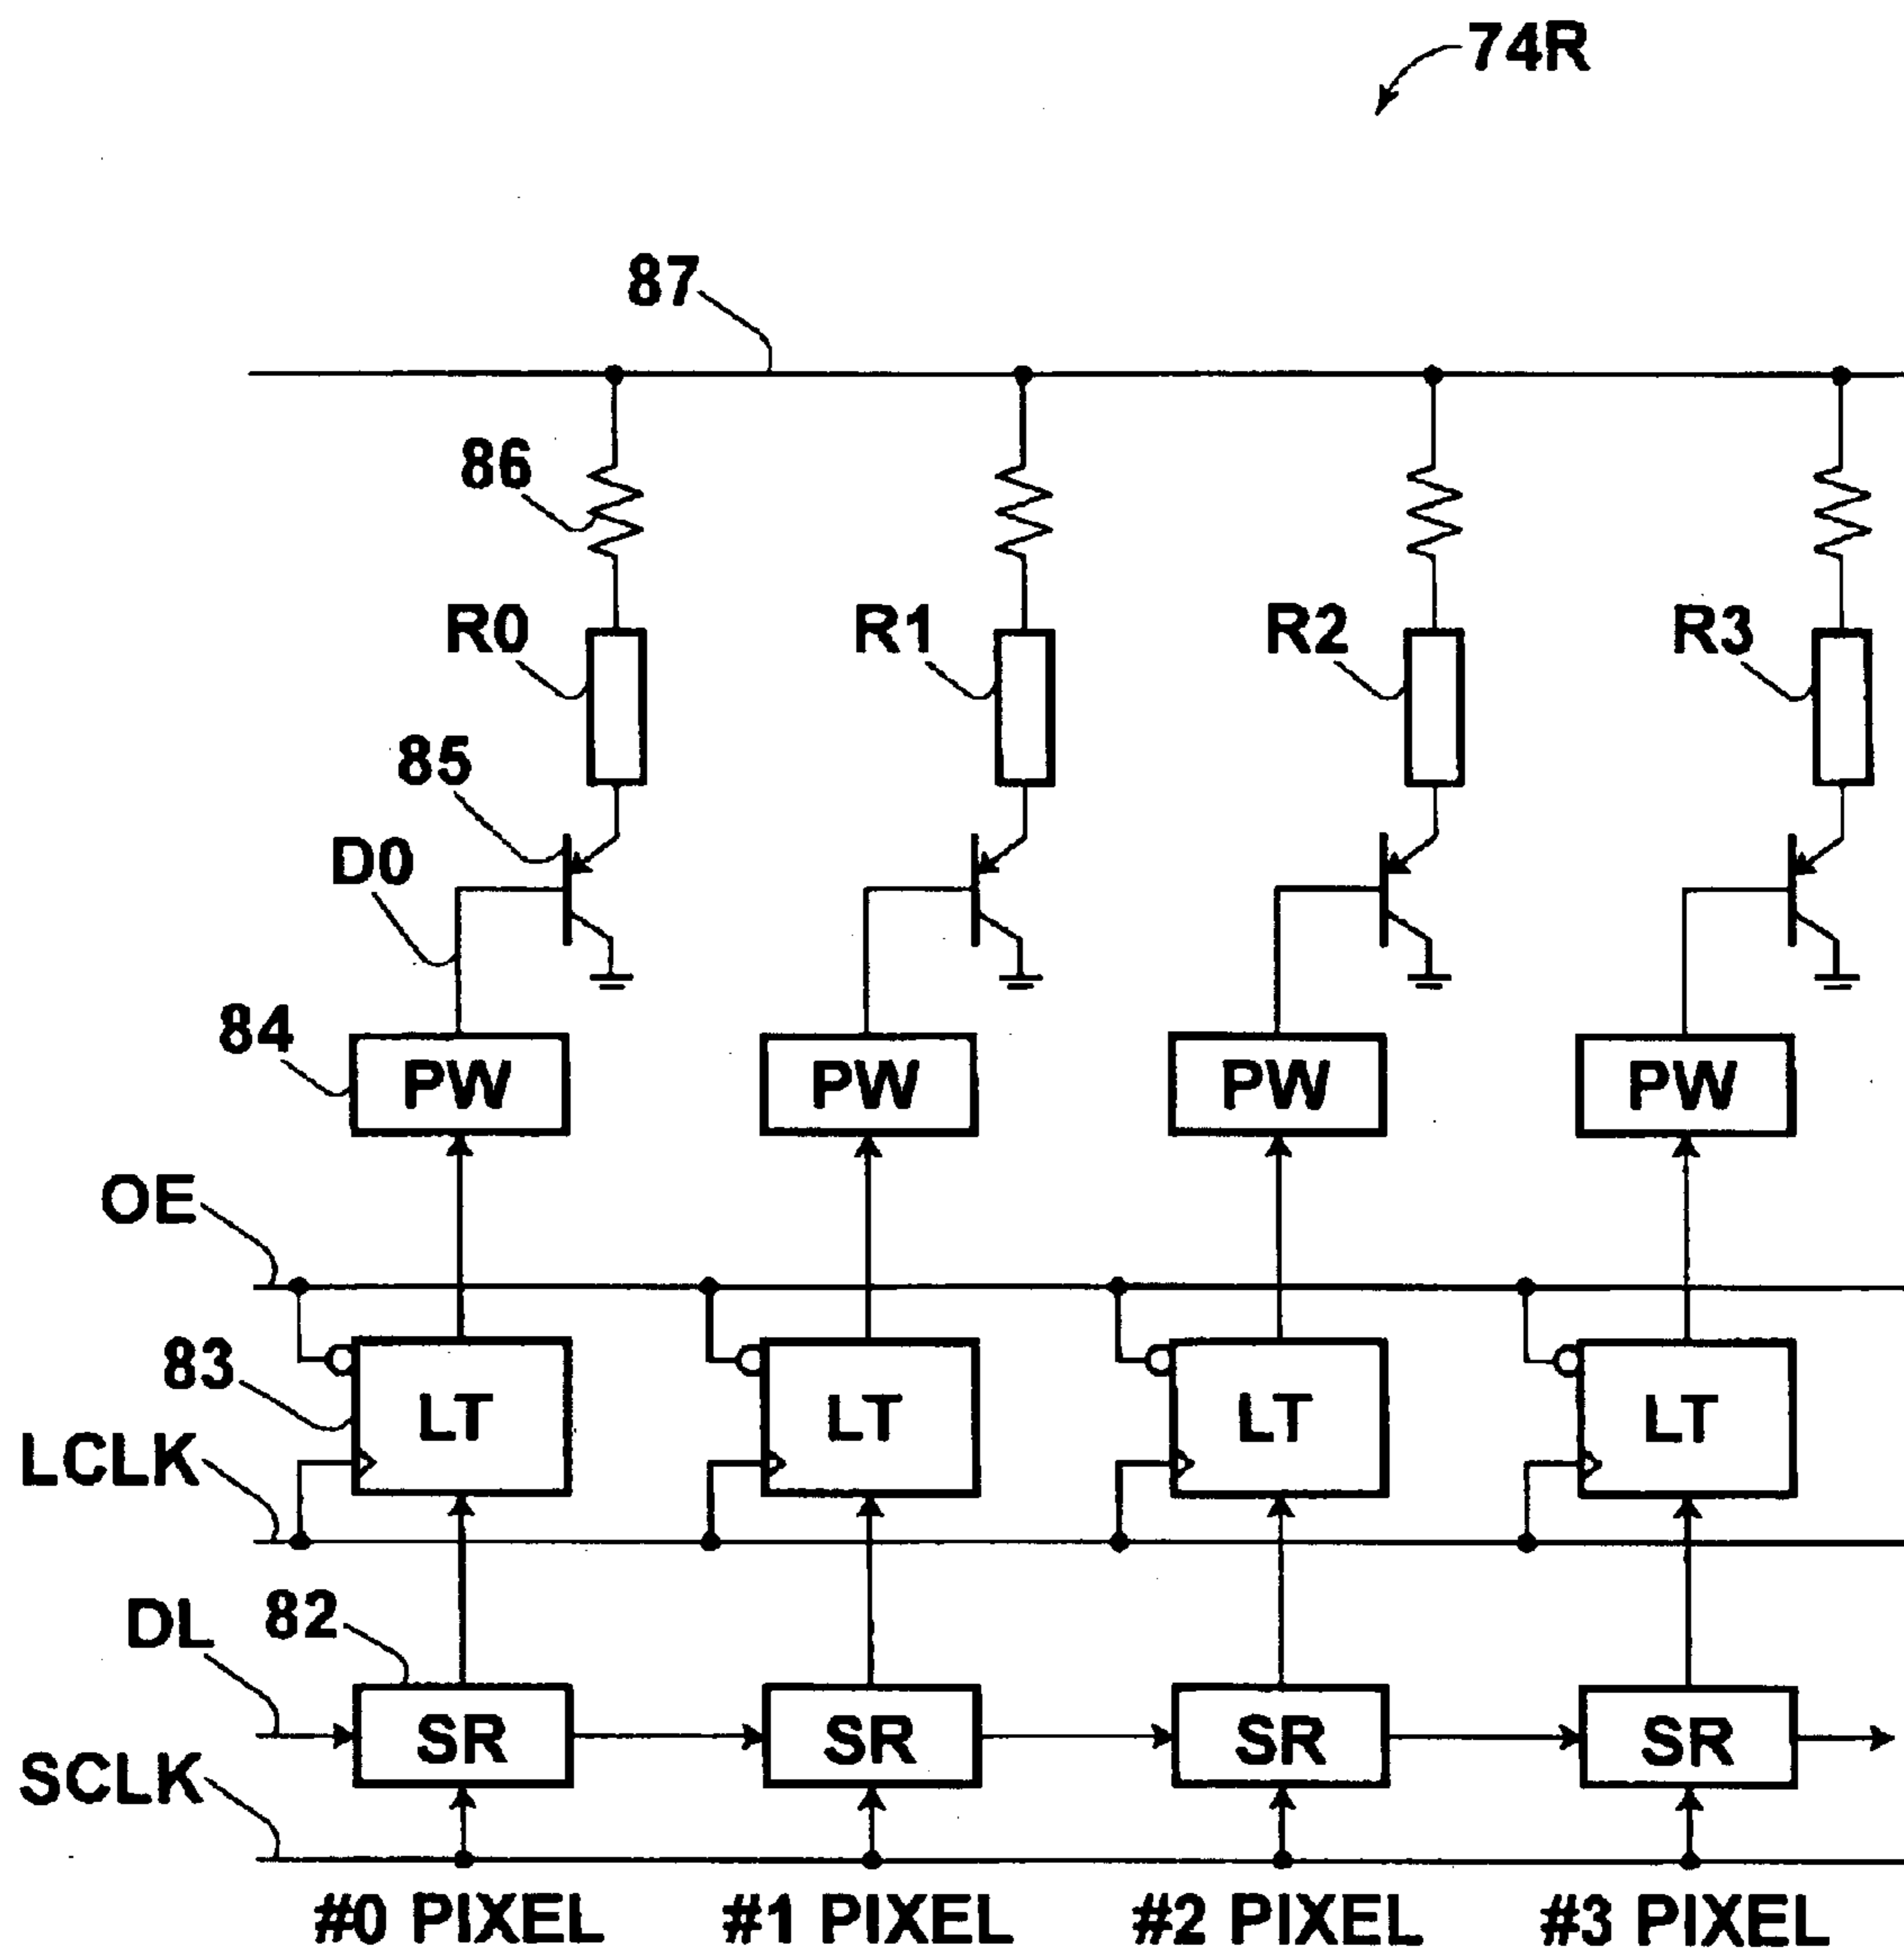 74R
87
86
R0 R1 R2 R3
85
D0
84
PW PW PW PW
OE
83
LT LT LT LT
LCLK
DL 82
SR SR SR SR
SCLK
#0 PIXEL #1 PIXEL #2 PIXEL #3 PIXEL